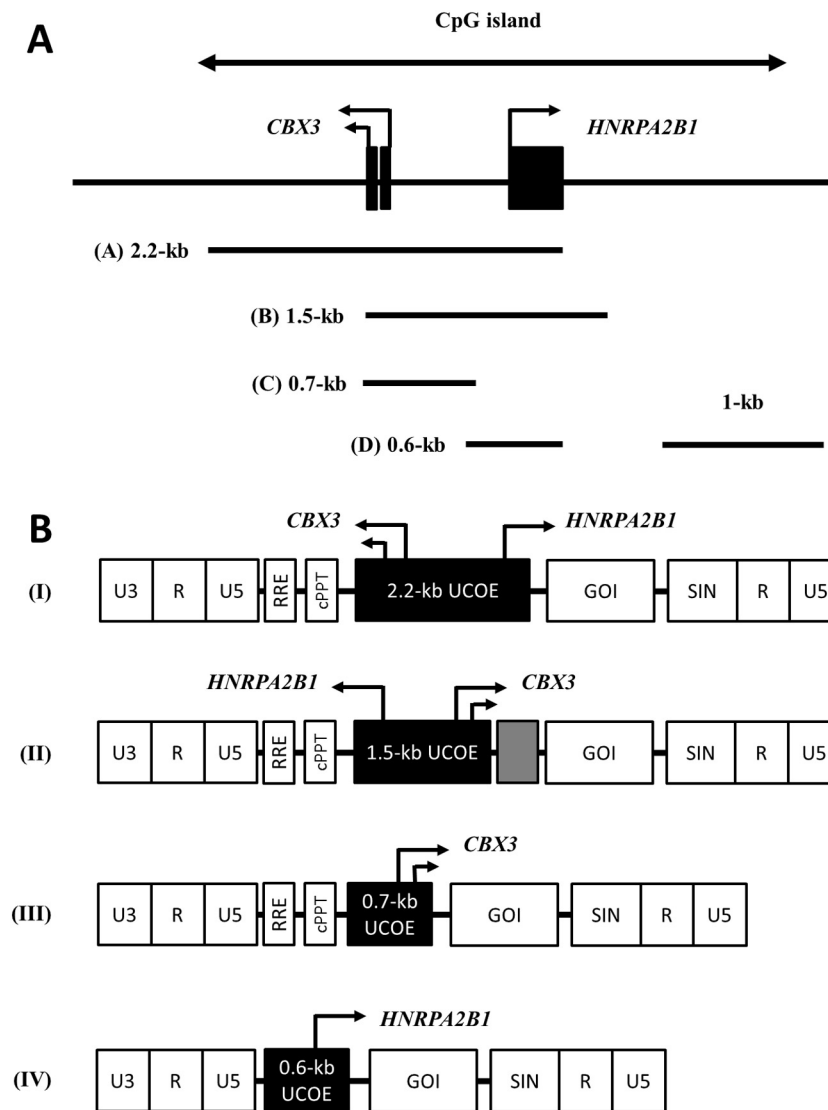 A
CpG island
CBX3
HNRPA2B1
(A) 2.2-kb
(B) 1.5-kb
(C) 0.7-kb
1-kb
(D) 0.6-kb
B
CBX3
HNRPA2B1
(I)
U3 R U5 RRE cPPT 2.2-kb UCOE GOI SIN R U5
HNRPA2B1
CBX3
(II)
U3 R U5 RRE cPPT 1.5-kb UCOE GOI SIN R U5
CBX3
(III)
U3 R U5 RRE cPPT 0.7-kb UCOE GOI SIN R U5
HNRPA2B1
(IV)
U3 R U5 0.6-kb UCOE GOI SIN R U5